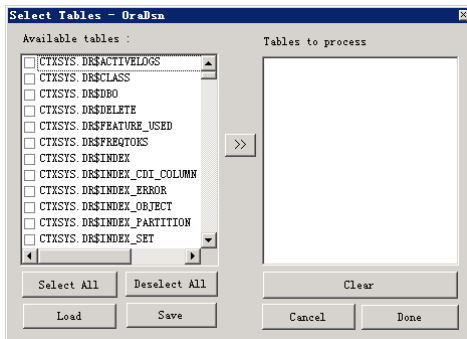 Select Tables - OraDsn
Available tables :
CTXSYS.DR$ACTIVELOGS
CTXSYS.DR$CLASS
CTXSYS.DR$DBO
CTXSYS.DR$DELETE
CTXSYS.DR$FEATURE_USED
CTXSYS.DR$FREQTOKS
CTXSYS.DR$INDEX
CTXSYS.DR$INDEX_CDI_COLUMN
CTXSYS.DR$INDEX_ERROR
CTXSYS.DR$INDEX_OBJECT
CTXSYS.DR$INDEX_PARTITION
CTXSYS.DR$INDEX_SET
Select All
Deselect All
Load
Save
>>
Tables to process
Clear
Cancel
Done